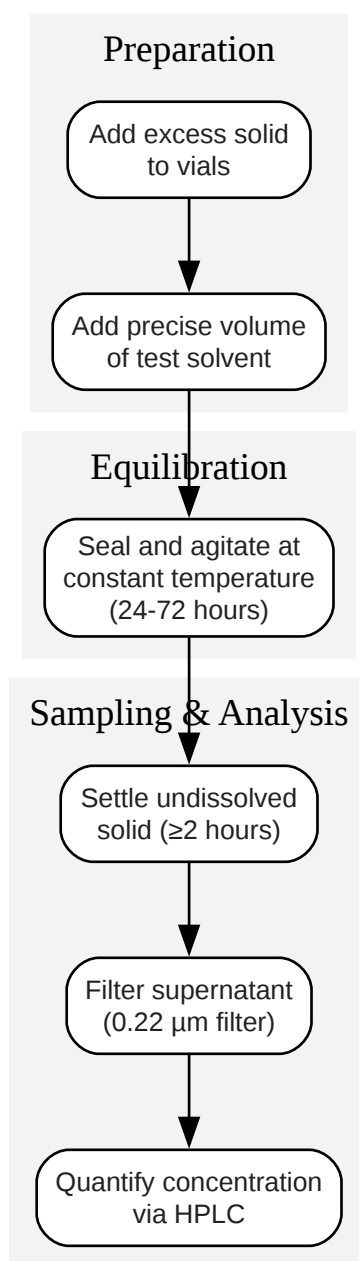 Preparation
Add excess solid
to vials
Add precise volume
of test solvent
Equilibration
Seal and agitate at
constant temperature
(24-72 hours)
Sampling & Analysis
Settle undissolved
solid (≥2 hours)
Filter supernatant
(0.22 µm filter)
Quantify concentration
via HPLC